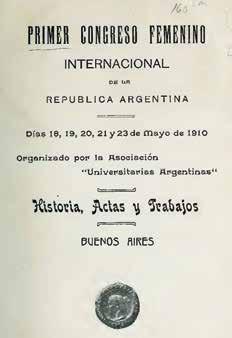 PRIMER CONGRESO FEMENINO
INTERNACIONAL
DE LA
REPUBLICA ARGENTINA
Días 18, 19, 20, 21 y 23 de Mayo de 1910
Organizado por la Asociación
"Universitarias Argentinas"
Historia, Actas y Trabajos
BUENOS AIRES